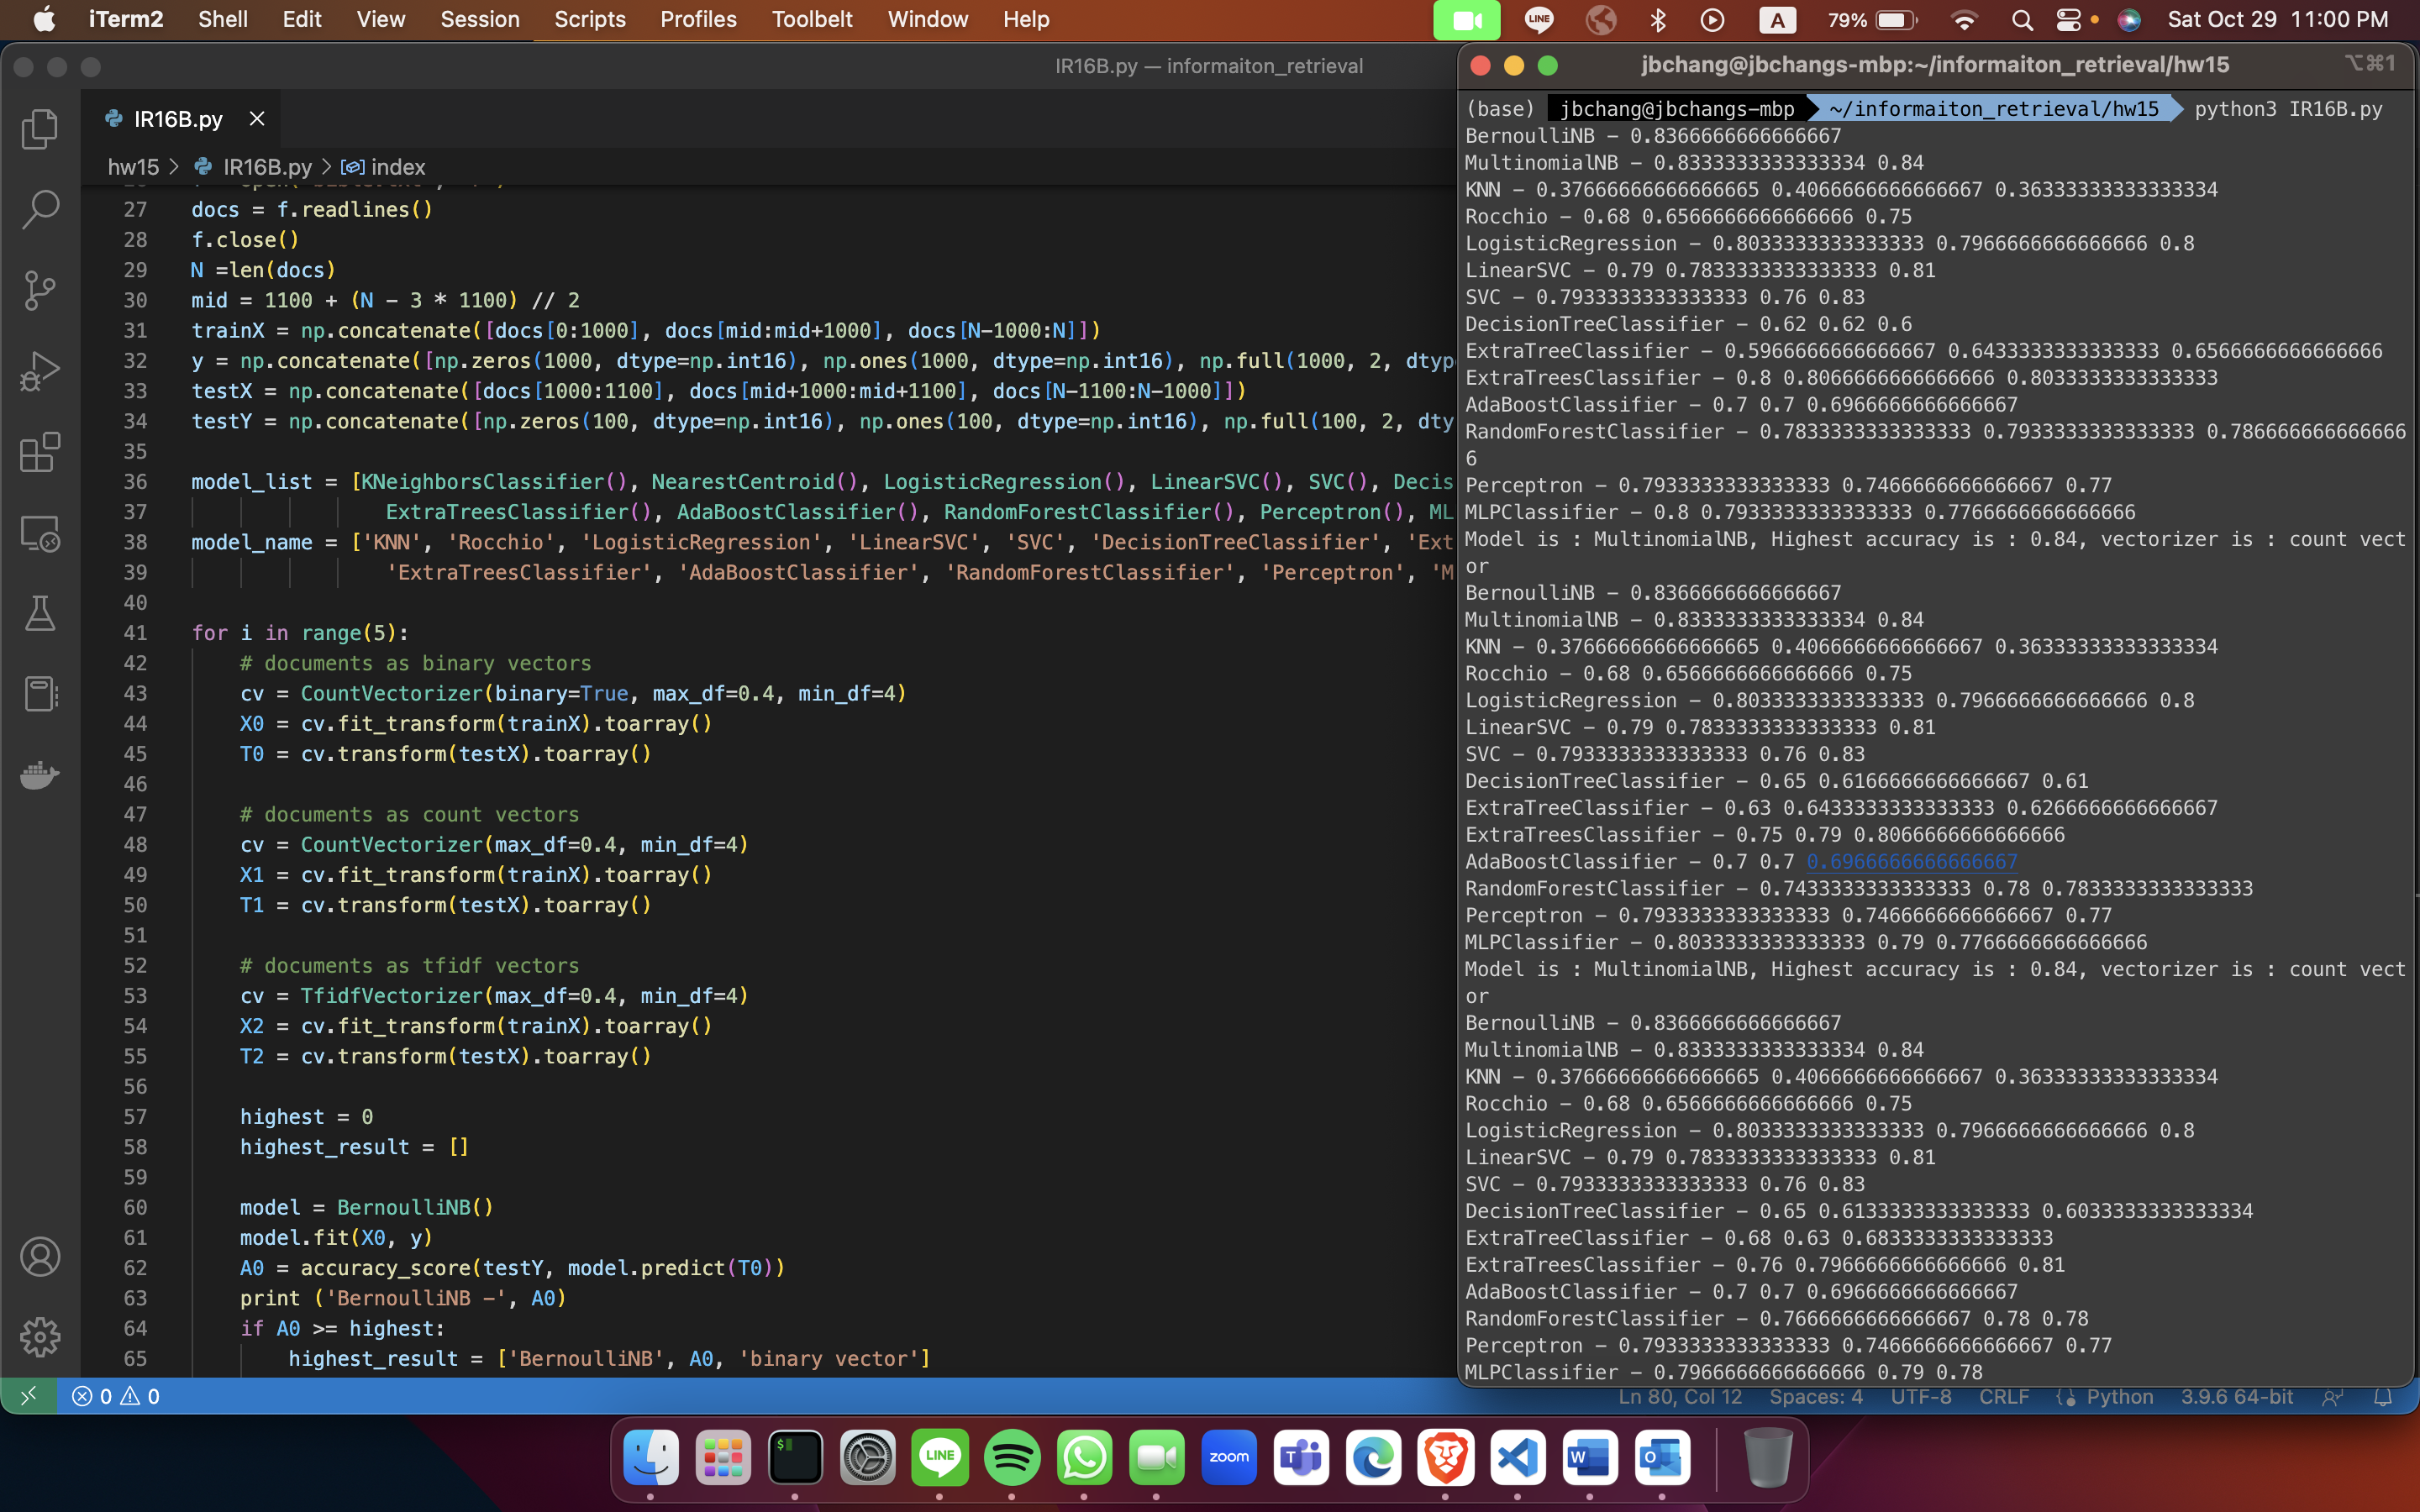 iTerm2 Shell Edit View Session Scripts Profiles Toolbelt Window Help LINE A 79% Sat Oct 29 11:00 PM
IR16B.py — informaiton_retrieval
IR16B.py
hw15 > IR16B.py > index
27 docs = f.readlines()
28 f.close()
29 N =len(docs)
30 mid = 1100 + (N - 3 * 1100) // 2
31 trainX = np.concatenate([docs[0:1000], docs[mid:mid+1000], docs[N-1000:N]])
32 y = np.concatenate([np.zeros(1000, dtype=np.int16), np.ones(1000, dtype=np.int16), np.full(1000, 2, dtyp
33 testX = np.concatenate([docs[1000:1100], docs[mid+1000:mid+1100], docs[N-1100:N-1000]])
34 testY = np.concatenate([np.zeros(100, dtype=np.int16), np.ones(100, dtype=np.int16), np.full(100, 2, dty
35
36 model_list = [KNeighborsClassifier(), NearestCentroid(), LogisticRegression(), LinearSVC(), SVC(), Decis
37 ExtraTreesClassifier(), AdaBoostClassifier(), RandomForestClassifier(), Perceptron(), ML
38 model_name = ['KNN', 'Rocchio', 'LogisticRegression', 'LinearSVC', 'SVC', 'DecisionTreeClassifier', 'Ext
39 'ExtraTreesClassifier', 'AdaBoostClassifier', 'RandomForestClassifier', 'Perceptron', 'M
40
41 for i in range(5):
42 # documents as binary vectors
43 cv = CountVectorizer(binary=True, max_df=0.4, min_df=4)
44 X0 = cv.fit_transform(trainX).toarray()
45 T0 = cv.transform(testX).toarray()
46
47 # documents as count vectors
48 cv = CountVectorizer(max_df=0.4, min_df=4)
49 X1 = cv.fit_transform(trainX).toarray()
50 T1 = cv.transform(testX).toarray()
51
52 # documents as tfidf vectors
53 cv = TfidfVectorizer(max_df=0.4, min_df=4)
54 X2 = cv.fit_transform(trainX).toarray()
55 T2 = cv.transform(testX).toarray()
56
57 highest = 0
58 highest_result = []
59
60 model = BernoulliNB()
61 model.fit(X0, y)
62 A0 = accuracy_score(testY, model.predict(T0))
63 print ('BernoulliNB -', A0)
64 if A0 >= highest:
65 highest_result = ['BernoulliNB', A0, 'binary vector']
0 0 Ln 80, Col 12 Spaces: 4 UTF-8 CRLF Python 3.9.6 64-bit
jbchang@jbchangs-mbp:~/informaiton_retrieval/hw15 ⌥⌘1
(base) jbchang@jbchangs-mbp ~/informaiton_retrieval/hw15 python3 IR16B.py
BernoulliNB - 0.8366666666666667
MultinomialNB - 0.8333333333333334 0.84
KNN - 0.37666666666666665 0.4066666666666667 0.36333333333333334
Rocchio - 0.68 0.6566666666666666 0.75
LogisticRegression - 0.8033333333333333 0.7966666666666666 0.8
LinearSVC - 0.79 0.7833333333333333 0.81
SVC - 0.7933333333333333 0.76 0.83
DecisionTreeClassifier - 0.62 0.62 0.6
ExtraTreeClassifier - 0.5966666666666667 0.6433333333333333 0.6566666666666666
ExtraTreesClassifier - 0.8 0.8066666666666666 0.8033333333333333
AdaBoostClassifier - 0.7 0.7 0.6966666666666667
RandomForestClassifier - 0.7833333333333333 0.7933333333333333 0.786666666666666
6
Perceptron - 0.7933333333333333 0.7466666666666667 0.77
MLPClassifier - 0.8 0.7933333333333333 0.7766666666666666
Model is : MultinomialNB, Highest accuracy is : 0.84, vectorizer is : count vect
or
BernoulliNB - 0.8366666666666667
MultinomialNB - 0.8333333333333334 0.84
KNN - 0.37666666666666665 0.4066666666666667 0.36333333333333334
Rocchio - 0.68 0.6566666666666666 0.75
LogisticRegression - 0.8033333333333333 0.7966666666666666 0.8
LinearSVC - 0.79 0.7833333333333333 0.81
SVC - 0.7933333333333333 0.76 0.83
DecisionTreeClassifier - 0.65 0.6166666666666667 0.61
ExtraTreeClassifier - 0.63 0.6433333333333333 0.6266666666666667
ExtraTreesClassifier - 0.75 0.79 0.8066666666666666
AdaBoostClassifier - 0.7 0.7 0.6966666666666667
RandomForestClassifier - 0.7433333333333333 0.78 0.7833333333333333
Perceptron - 0.7933333333333333 0.7466666666666667 0.77
MLPClassifier - 0.8033333333333333 0.79 0.7766666666666666
Model is : MultinomialNB, Highest accuracy is : 0.84, vectorizer is : count vect
or
BernoulliNB - 0.8366666666666667
MultinomialNB - 0.8333333333333334 0.84
KNN - 0.37666666666666665 0.4066666666666667 0.36333333333333334
Rocchio - 0.68 0.6566666666666666 0.75
LogisticRegression - 0.8033333333333333 0.7966666666666666 0.8
LinearSVC - 0.79 0.7833333333333333 0.81
SVC - 0.7933333333333333 0.76 0.83
DecisionTreeClassifier - 0.65 0.6133333333333333 0.6033333333333334
ExtraTreeClassifier - 0.68 0.63 0.6833333333333333
ExtraTreesClassifier - 0.76 0.7966666666666666 0.81
AdaBoostClassifier - 0.7 0.7 0.6966666666666667
RandomForestClassifier - 0.7666666666666667 0.78 0.78
Perceptron - 0.7933333333333333 0.7466666666666667 0.77
MLPClassifier - 0.7966666666666666 0.79 0.78
$ LINE zoom T W O